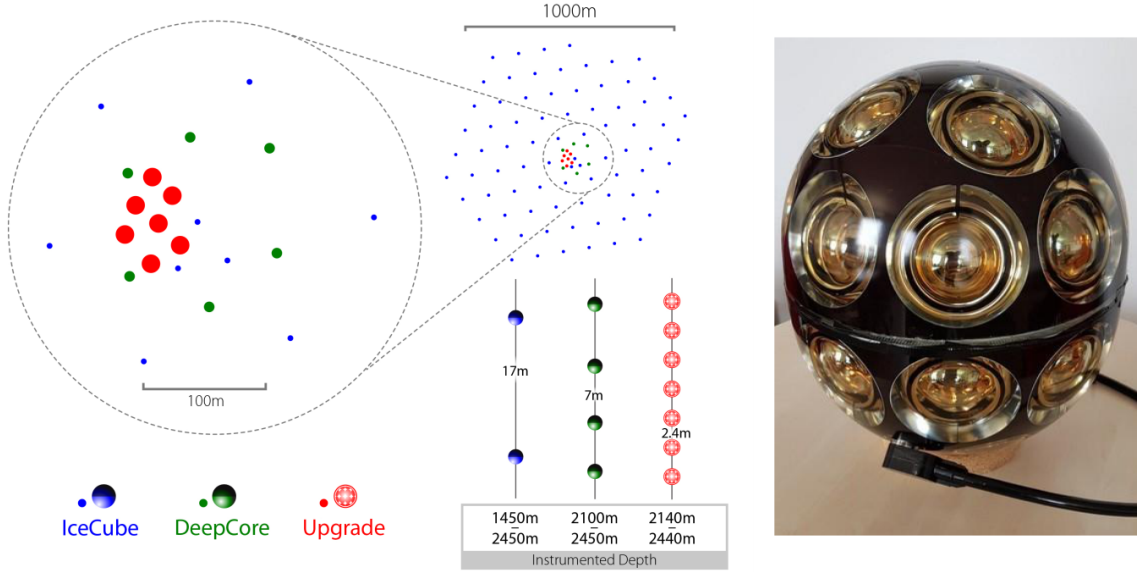 1000m
100m
17m
7m
2.4m
IceCube
DeepCore
Upgrade
1450m
–
2450m
2100m
–
2450m
2140m
–
2440m
Instrumented Depth